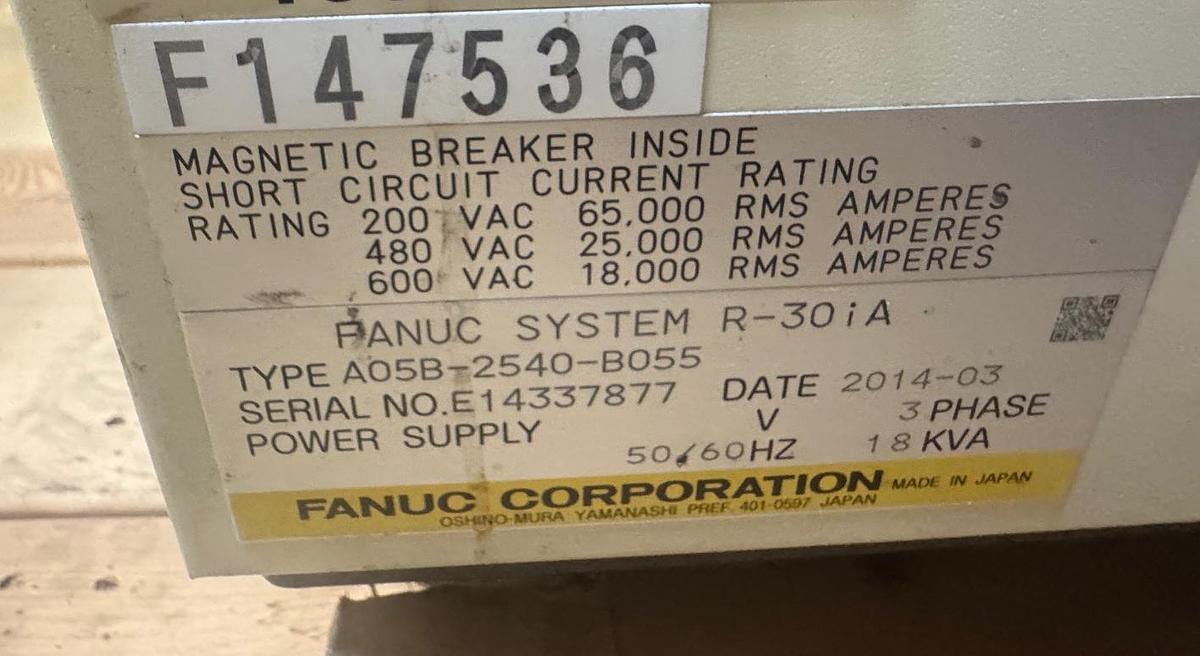 F147536
MAGNETIC BREAKER INSIDE
SHORT CIRCUIT CURRENT RATING
RATING 200 VAC 65,000 RMS AMPERES
480 VAC 25,000 RMS AMPERES
600 VAC 18,000 RMS AMPERES
FANUC SYSTEM R-30iA
TYPE A05B-2540-B055
SERIAL NO.E14337877 DATE 2014-03
POWER SUPPLY V 3 PHASE
50/60HZ 18 KVA
FANUC CORPORATION MADE IN JAPAN
OSHINO-MURA YAMANASHI PREF. 401-0597 JAPAN